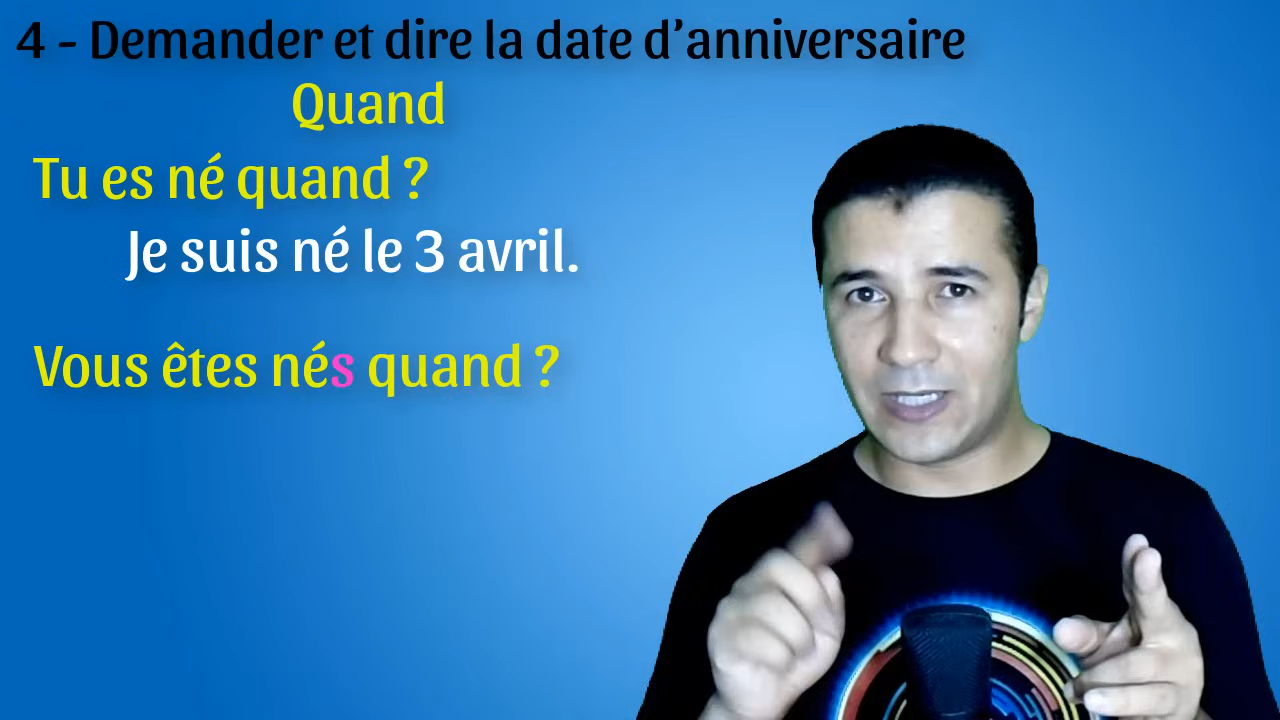 4 - Demander et dire la date d’anniversaire
Quand
Tu es né quand ?
Je suis né le 3 avril.
Vous êtes nés quand ?